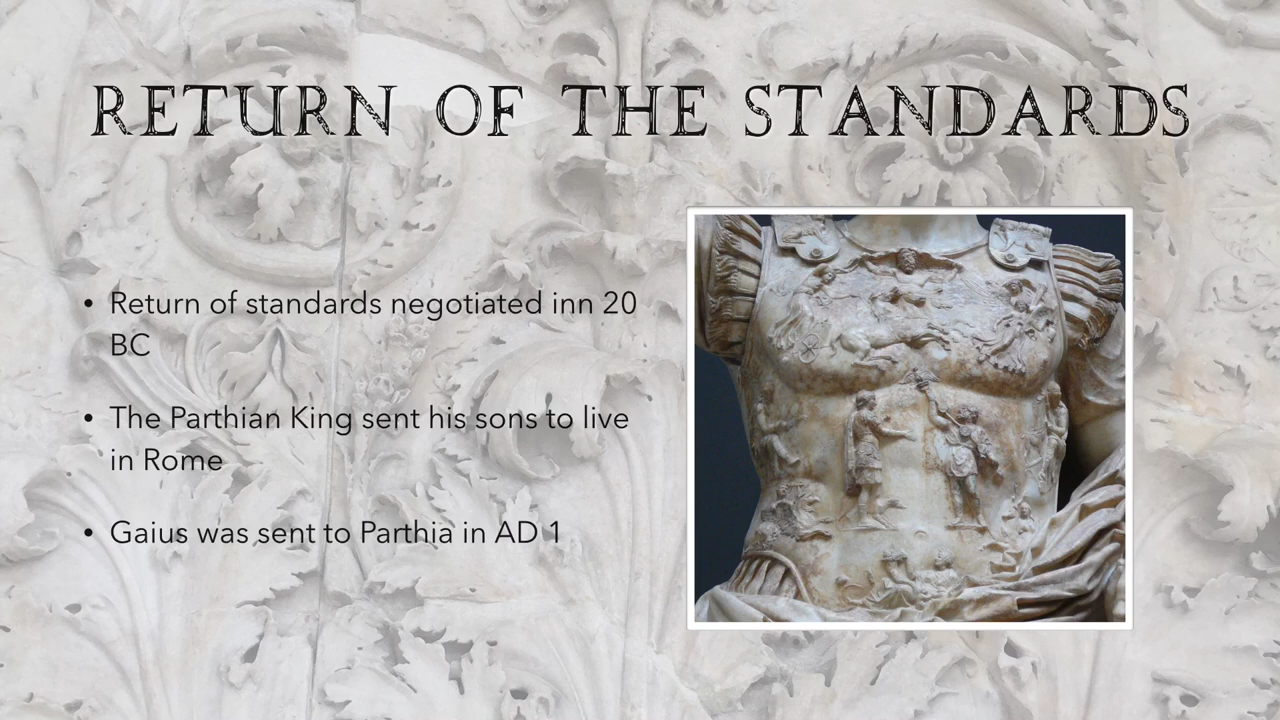 RETURN OF THE STANDARDS
• Return of standards negotiated inn 20
BC
• The Parthian King sent his sons to live
in Rome
• Gaius was sent to Parthia in AD 1